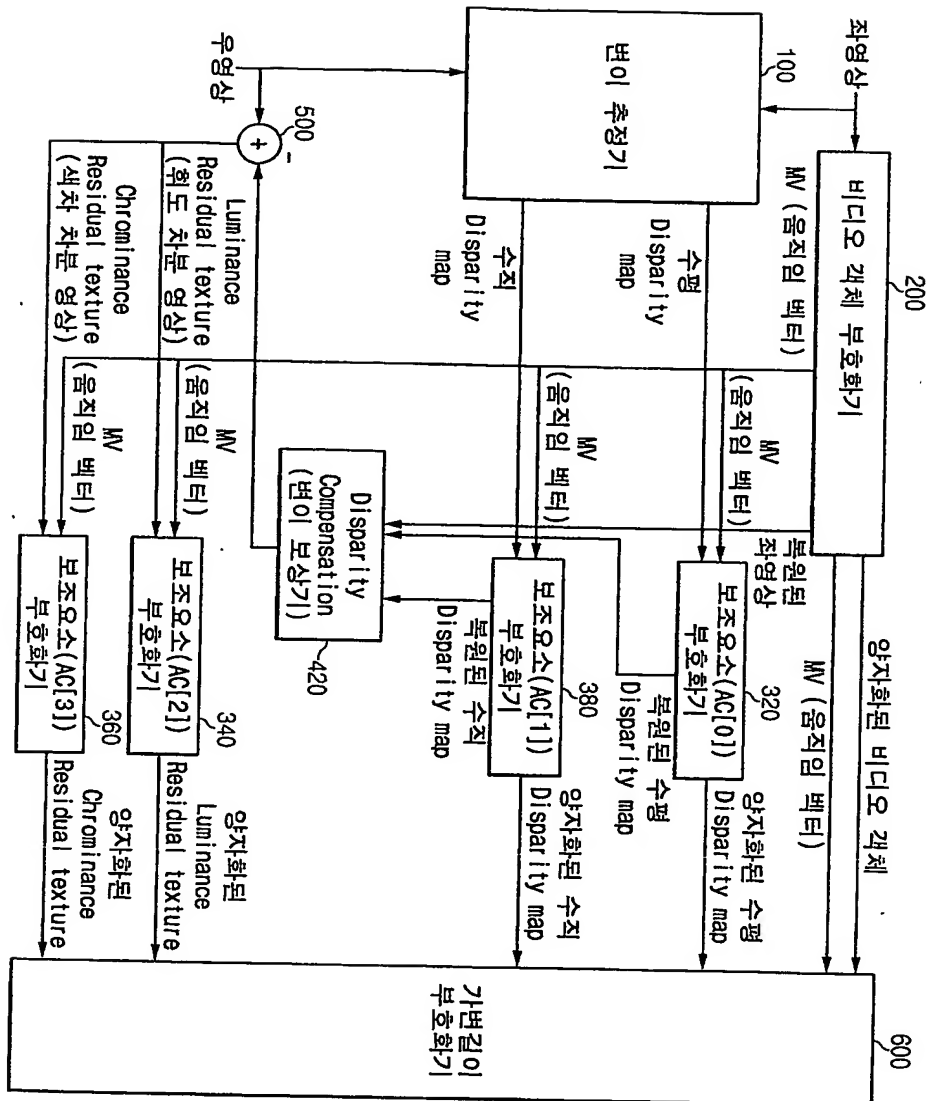 좌영상
비디오 객체 부호화기
200
양자화된 비디오 객체
MV (움직임 벡터)
MV (움직임 벡터)
복원된
좌영상
100
변이 추정기
수평
Disparity
map
MV
(움직임 벡터)
보조요소(AC[0])
부호화기
320
양자화된 수평
Disparity map
복원된 수평
Disparity map
수직
Disparity
map
MV
(움직임 벡터)
보조요소(AC[1])
부호화기
380
양자화된 수직
Disparity map
복원된 수직
Disparity map
Disparity
Compensation
(변이 보상기)
420
우영상
500
+
-
Luminance
Residual texture
(휘도 차분 영상)
MV
(움직임 벡터)
보조요소(AC[2])
부호화기
340
양자화된
Luminance
Residual texture
Chrominance
Residual texture
(색차 차분 영상)
MV
(움직임 벡터)
보조요소(AC[3])
부호화기
360
양자화된
Chrominance
Residual texture
가변길이
부호화기
600